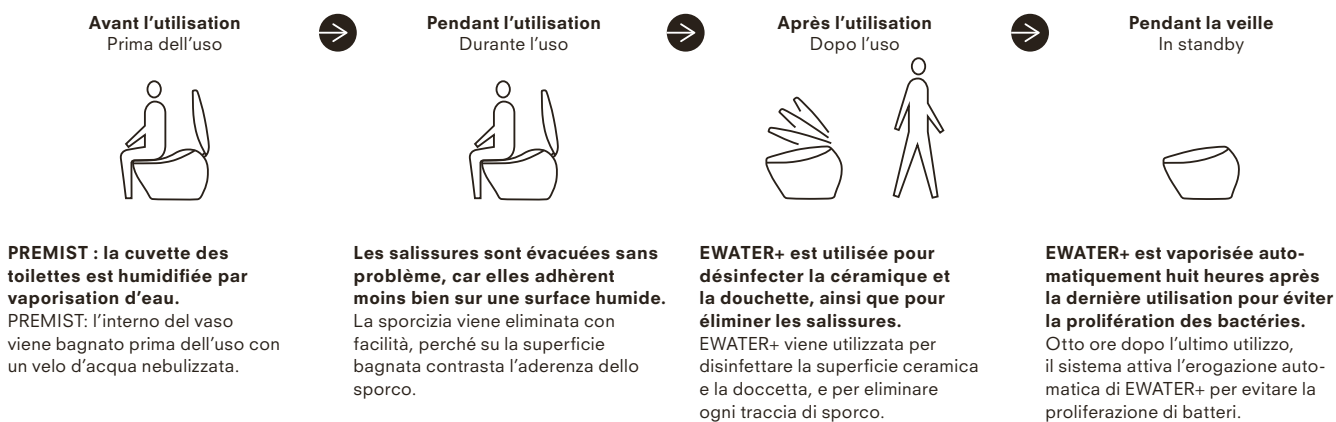 Avant l’utilisation
Prima dell’uso
Pendant l’utilisation
Durante l’uso
Après l’utilisation
Dopo l’uso
Pendant la veille
In standby
PREMIST : la cuvette des
toilettes est humidifiée par
vaporisation d’eau.
PREMIST: l’interno del vaso
viene bagnato prima dell’uso con
un velo d’acqua nebulizzata.
Les salissures sont évacuées sans
problème, car elles adhèrent
moins bien sur une surface humide.
La sporcizia viene eliminata con
facilità, perché su la superficie
bagnata contrasta l’aderenza dello
sporco.
EWATER+ est utilisée pour
désinfecter la céramique et
la douchette, ainsi que pour
éliminer les salissures.
EWATER+ viene utilizzata per
disinfettare la superficie ceramica
e la doccetta, e per eliminare
ogni traccia di sporco.
EWATER+ est vaporisée auto-
matiquement huit heures après
la dernière utilisation pour éviter
la prolifération des bactéries.
Otto ore dopo l’ultimo utilizzo,
il sistema attiva l’erogazione auto-
matica di EWATER+ per evitare la
proliferazione di batteri.